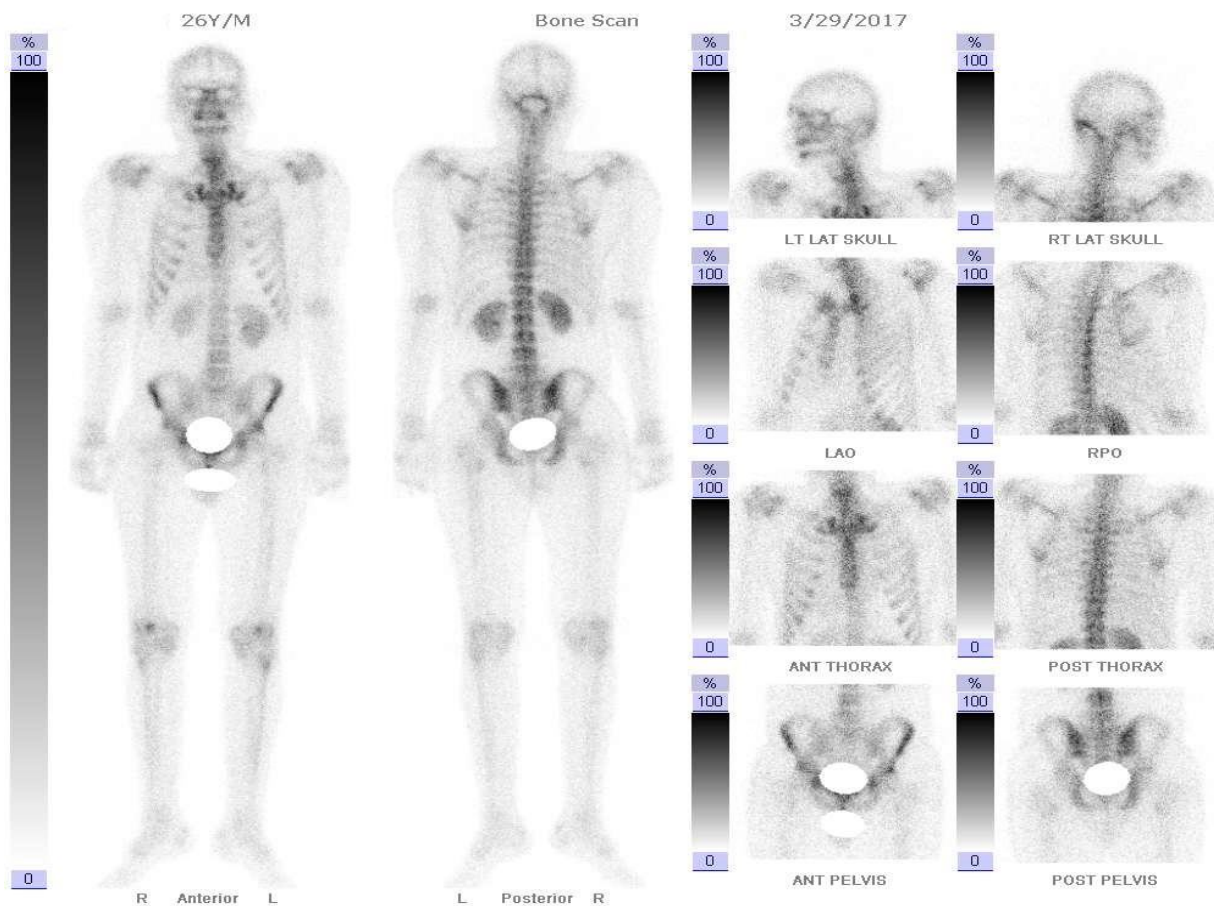 26Y/M Bone Scan 3/29/2017
%
100
0
R Anterior L
L Posterior R
%
100
0
LT LAT SKULL
%
100
0
RT LAT SKULL
%
100
0
LAO
%
100
0
RPO
%
100
0
ANT THORAX
%
100
0
POST THORAX
%
100
0
ANT PELVIS
%
100
0
POST PELVIS